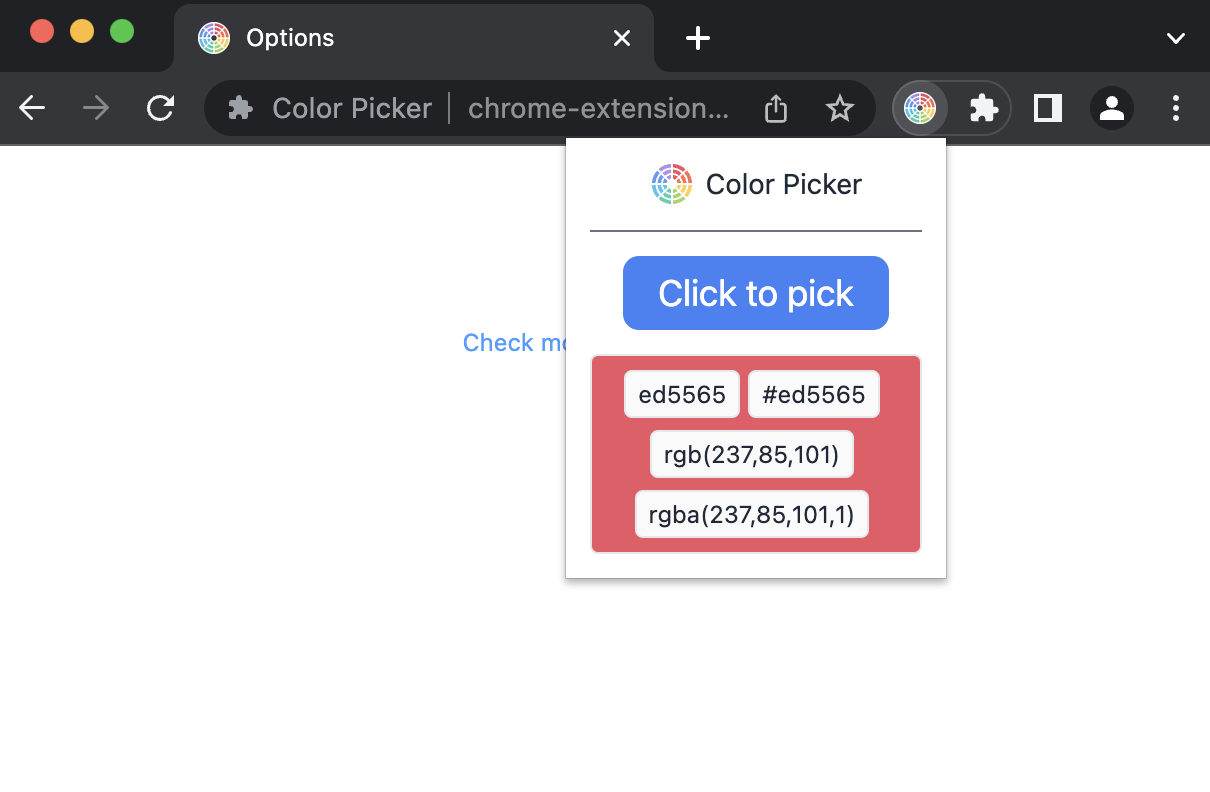 Options
Color Picker chrome-extension...
Color Picker
Click to pick
Check
ed5565 #ed5565
rgb(237,85,101)
rgba(237,85,101,1)